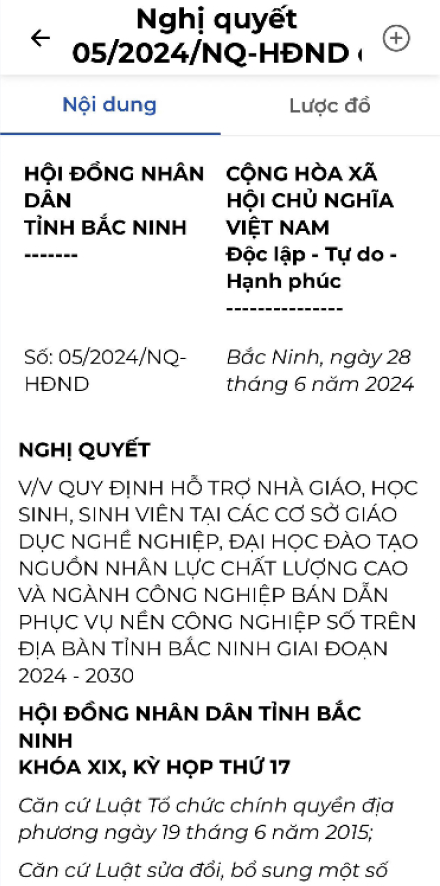 Nghị quyết
05/2024/NQ-HĐND
Nội dung
Lược đồ
HỘI ĐỒNG NHÂN
DÂN
TỈNH BẮC NINH
-------
CỘNG HÒA XÃ
HỘI CHỦ NGHĨA
VIỆT NAM
Độc lập - Tự do -
Hạnh phúc
---------------
Số: 05/2024/NQ-
HĐND
Bắc Ninh, ngày 28
tháng 6 năm 2024
NGHỊ QUYẾT
V/V QUY ĐỊNH HỖ TRỢ NHÀ GIÁO, HỌC
SINH, SINH VIÊN TẠI CÁC CƠ SỞ GIÁO
DỤC NGHỀ NGHIỆP, ĐẠI HỌC ĐÀO TẠO
NGUỒN NHÂN LỰC CHẤT LƯỢNG CAO
VÀ NGÀNH CÔNG NGHIỆP BÁN DẪN
PHỤC VỤ NỀN CÔNG NGHIỆP SỐ TRÊN
ĐỊA BÀN TỈNH BẮC NINH GIAI ĐOẠN
2024 - 2030
HỘI ĐỒNG NHÂN DÂN TỈNH BẮC
NINH
KHÓA XIX, KỲ HỌP THỨ 17
Căn cứ Luật Tổ chức chính quyền địa
phương ngày 19 tháng 6 năm 2015;
Căn cứ Luật sửa đổi, bổ sung một số